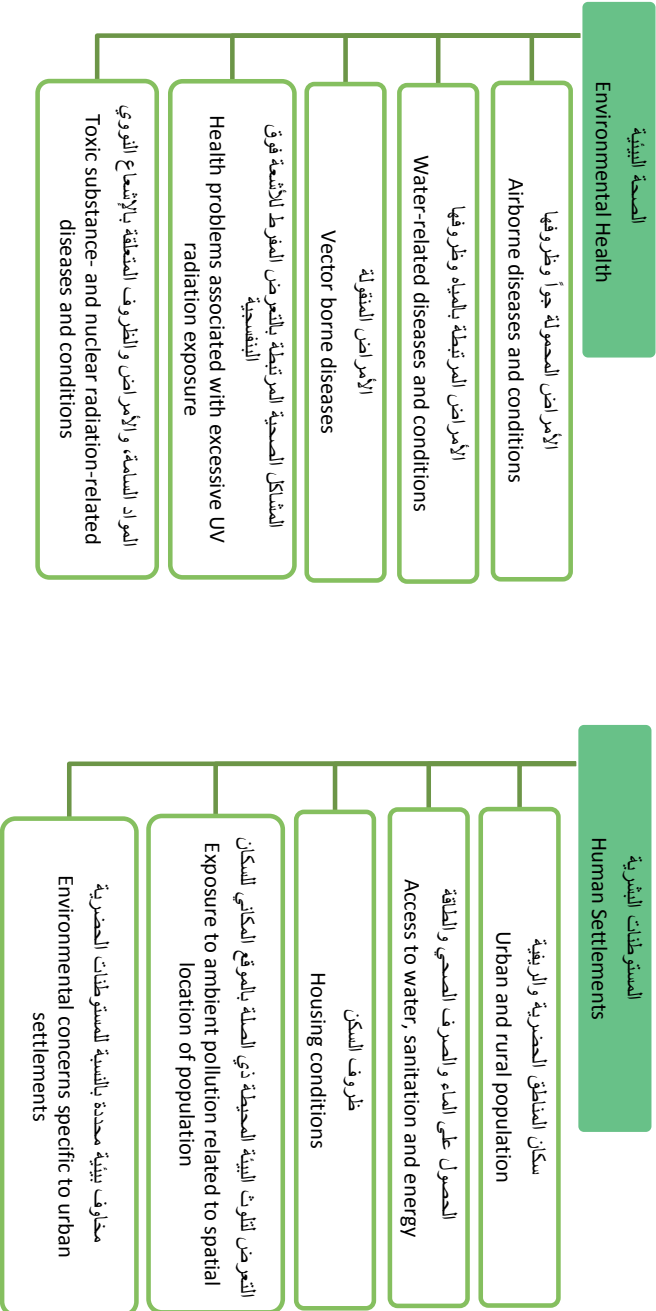 الصحة البيئية
Environmental Health
الأمراض المحمولة جواً وظروفها
Airborne diseases and conditions
الأمراض المرتبطة بالمياه وظروفها
Water-related diseases and conditions
الأمراض المنقولة
Vector borne diseases
المشاكل الصحية المرتبطة بالتعرض المفرط للأشعة فوق
البنفسجية
Health problems associated with excessive UV
radiation exposure
المواد السامة، والأمراض والظروف المتعلقة بالإشعاع النووي
Toxic substance- and nuclear radiation-related
diseases and conditions
المستوطنات البشرية
Human Settlements
سكان المناطق الحضرية والريفية
Urban and rural population
الحصول على الماء والصرف الصحي والطاقة
Access to water, sanitation and energy
ظروف السكن
Housing conditions
التعرض لتلوث البيئة المحيطة ذي الصلة بالموقع المكاني للسكان
Exposure to ambient pollution related to spatial
location of population
مخاوف بيئية محددة بالنسبة للمستوطنات الحضرية
Environmental concerns specific to urban
settlements